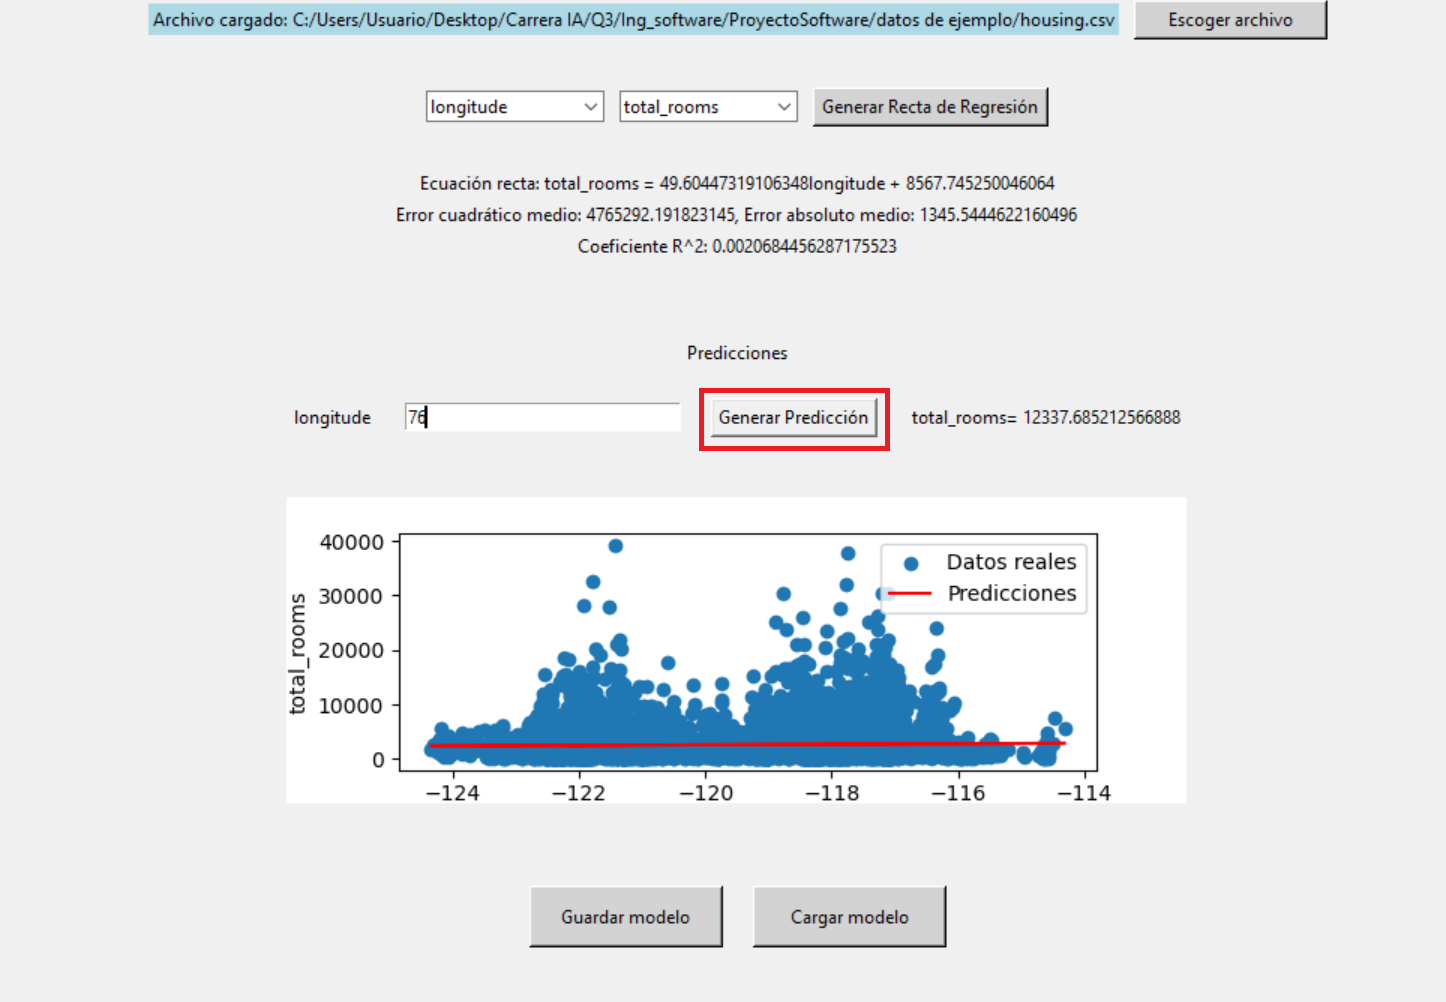 Archivo cargado: C:/Users/Usuario/Desktop/Carrera IA/Q3/Ing_software/ProyectoSoftware/datos de ejemplo/housing.csv Escoger archivo
longitude total_rooms Generar Recta de Regresión
Ecuación recta: total_rooms = 49.60447319106348longitude + 8567.745250046064
Error cuadrático medio: 4765292.191823145, Error absoluto medio: 1345.5444622160496
Coeficiente R^2: 0.0020684456287175523
Predicciones
longitude 76 Generar Predicción total_rooms= 12337.685212566888
total_rooms
40000
30000
20000
10000
0
Datos reales
Predicciones
−124 −122 −120 −118 −116 −114
Guardar modelo Cargar modelo